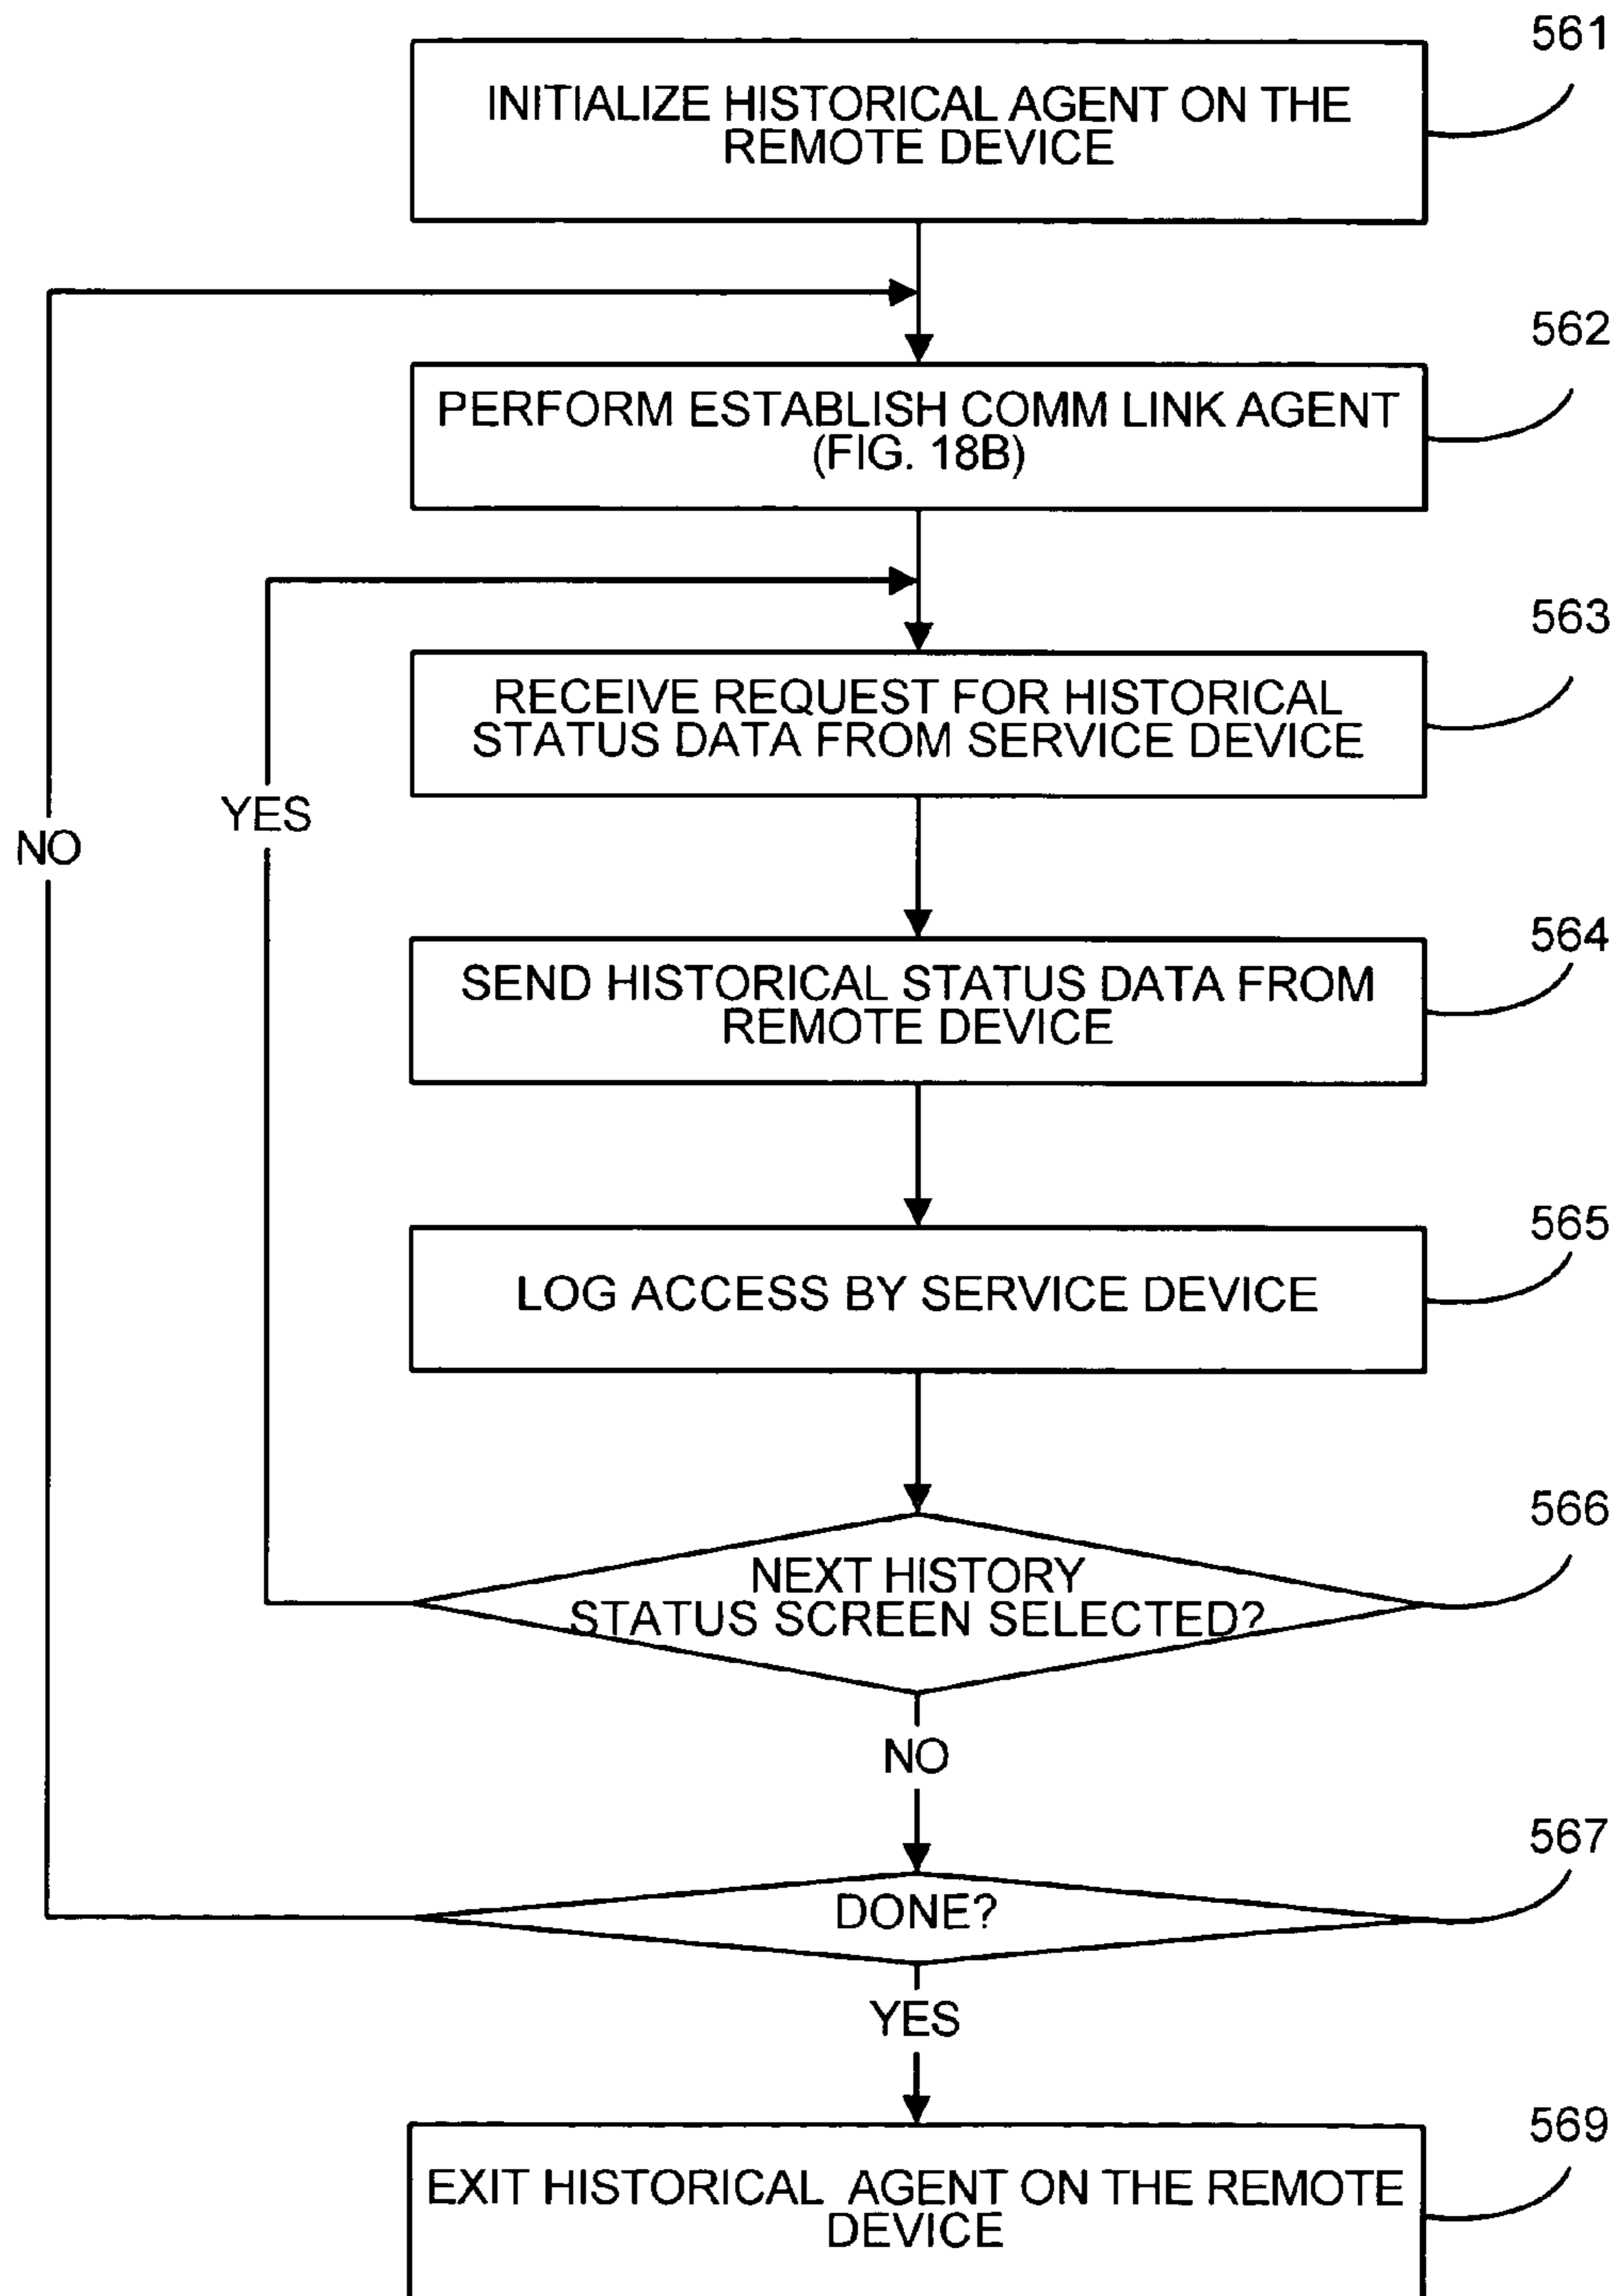 561
INITIALIZE HISTORICAL AGENT ON THE
REMOTE DEVICE
562
PERFORM ESTABLISH COMM LINK AGENT
(FIG. 18B)
563
RECEIVE REQUEST FOR HISTORICAL
STATUS DATA FROM SERVICE DEVICE
YES
NO
564
SEND HISTORICAL STATUS DATA FROM
REMOTE DEVICE
565
LOG ACCESS BY SERVICE DEVICE
566
NEXT HISTORY
STATUS SCREEN SELECTED?
NO
567
DONE?
YES
569
EXIT HISTORICAL AGENT ON THE REMOTE
DEVICE